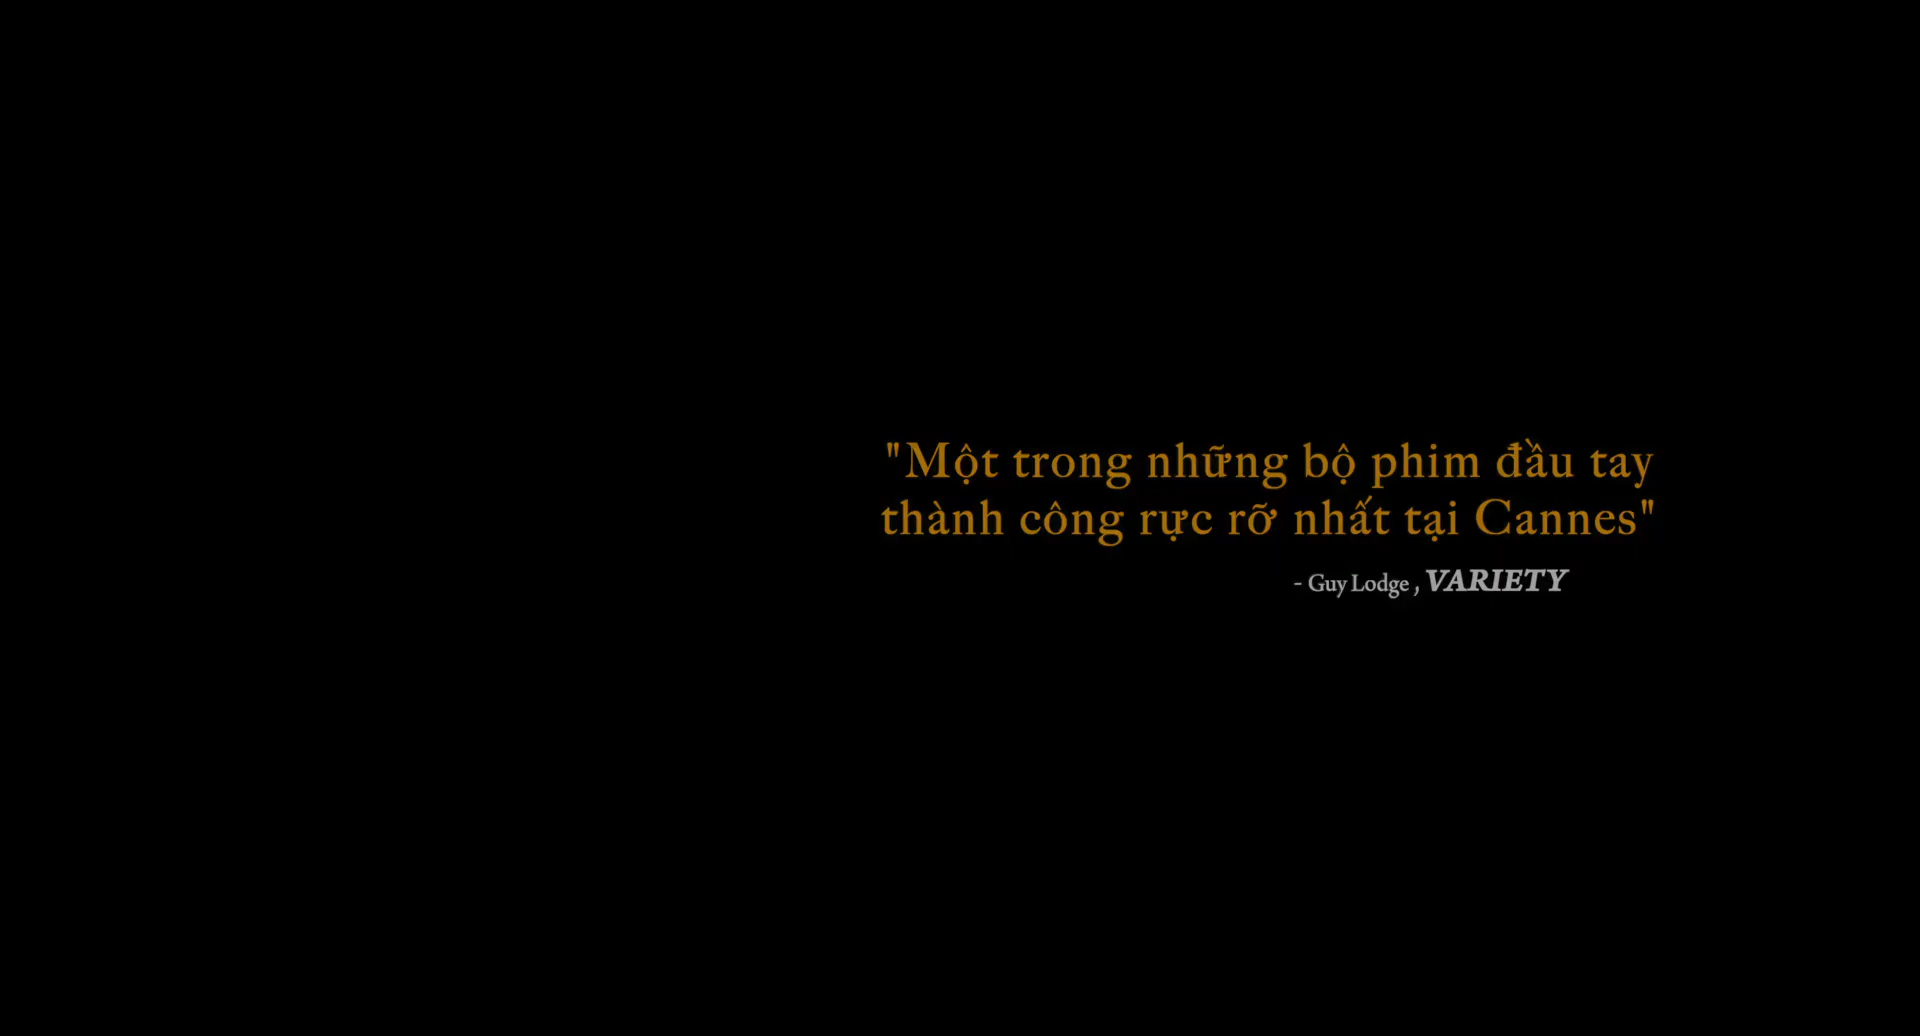 "Một trong những bộ phim đầu tay
thành công rực rỡ nhất tại Cannes"
- Guy Lodge , VARIETY